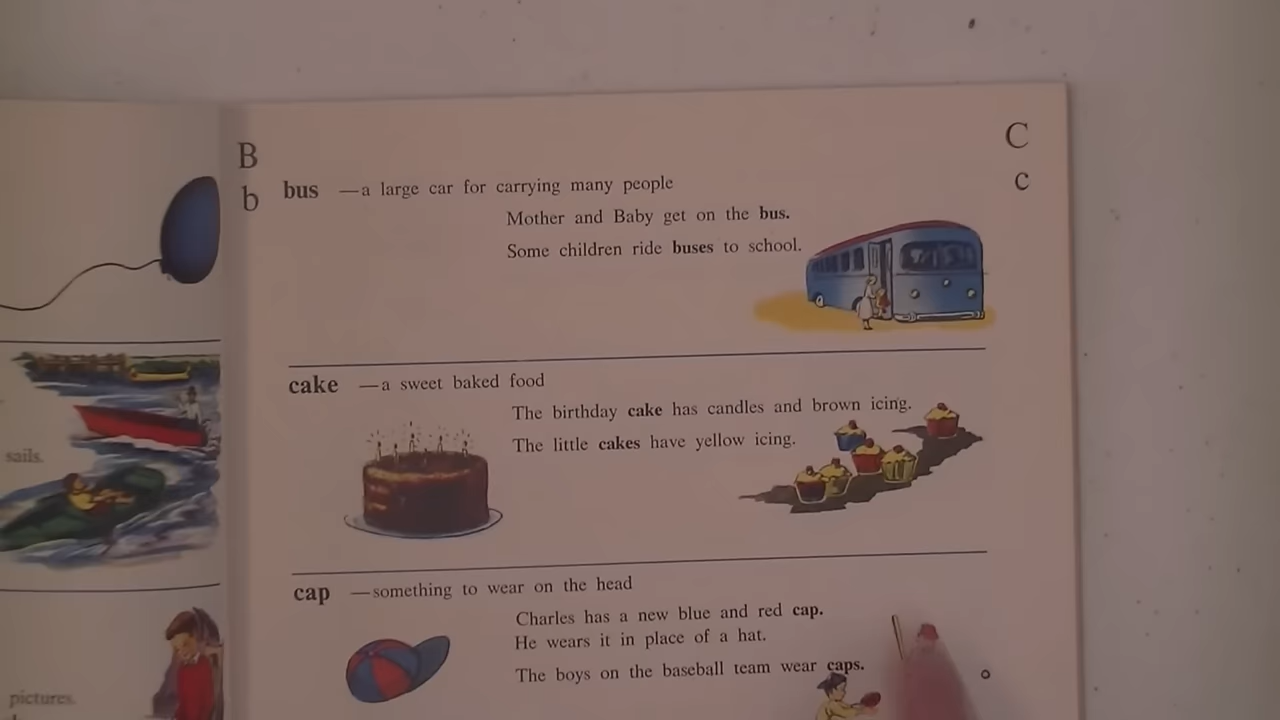 B
b
C
c
bus —a large car for carrying many people
Mother and Baby get on the bus.
Some children ride buses to school.
cake —a sweet baked food
The birthday cake has candles and brown icing.
The little cakes have yellow icing.
cap —something to wear on the head
Charles has a new blue and red cap.
He wears it in place of a hat.
The boys on the baseball team wear caps.
sails.
pictures.